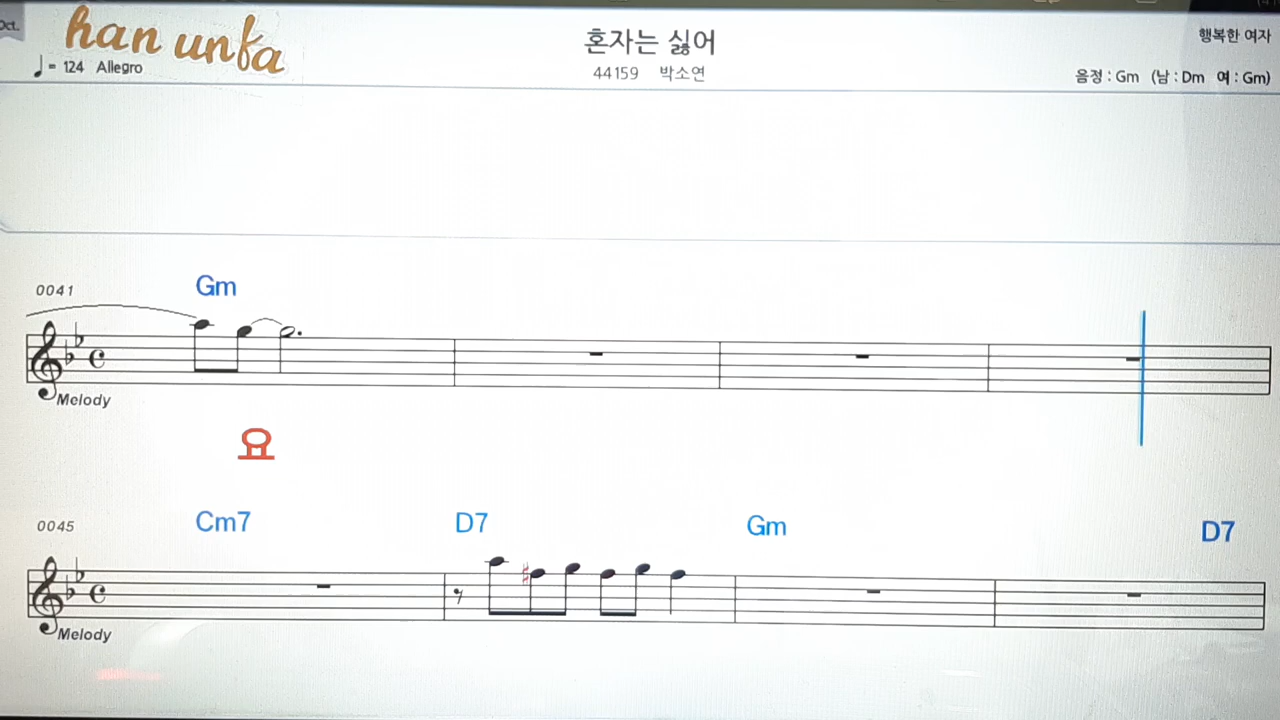 Oct.
han unfa
혼자는 싫어
행복한 여자
= 124 Allegro
44159 박소연
음정 : Gm (남 : Dm 여 : Gm)
0041
Gm
Melody
요
0045
Cm7 D7 Gm D7
Melody